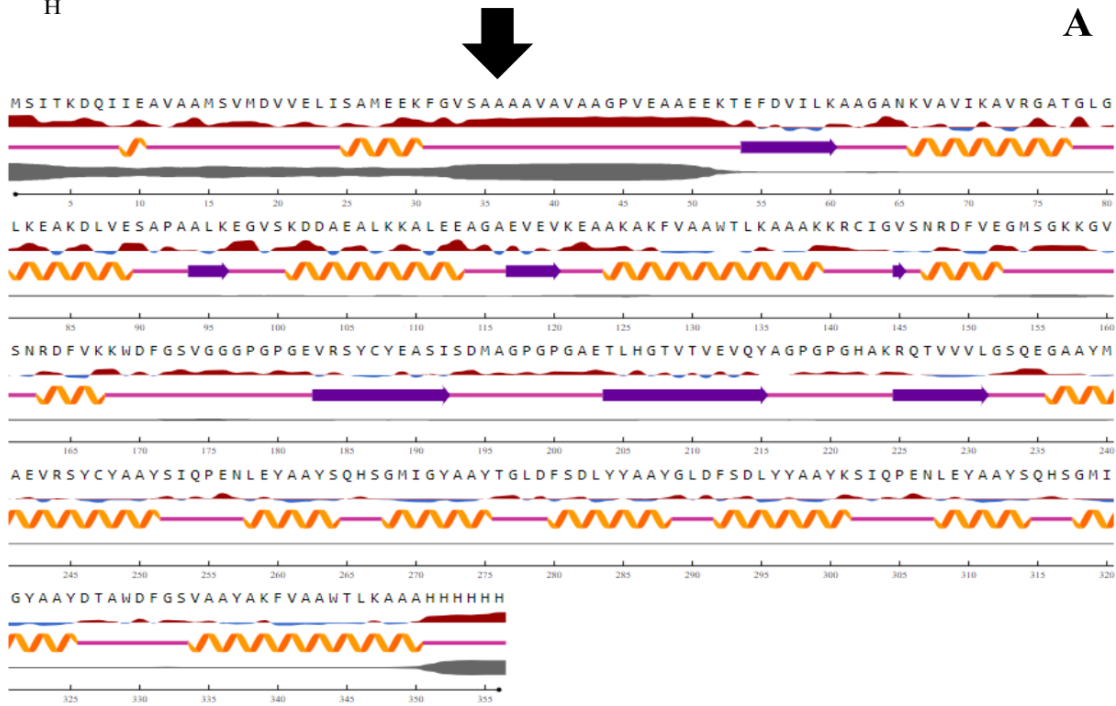 H
A
MSITKDQIIEAVAAMSVMDVVELISAMEEKFGVSAAAAVAVAAGPVEAAEEKTEFDVILKAAGANKVAVIKAVRGATGLG
5 10 15 20 25 30 35 40 45 50 55 60 65 70 75 80
LKEAKDLVESAPAALKEGVSKDDAEALKKALEEAGAEVEVKEAAKAKFVAAWTLKAAAKKRCIGVSNRDFVEGMSGKKGV
85 90 95 100 105 110 115 120 125 130 135 140 145 150 155 160
SNRDFVKKWDFGSVGGGPGPGEVRSYCYEASISDMAGPGPGAETLHGTVTVEVQYAGPGPGHAKRQTVVVLGSQEGAAYM
165 170 175 180 185 190 195 200 205 210 215 220 225 230 235 240
AEVRSYCYAAYSIQPENLEYAAYSQHSGMIGYAAYTGLDFSDLYYAAYGLDFSDLYYAAYKSIQPENLEYAAYSQHSGMI
245 250 255 260 265 270 275 280 285 290 295 300 305 310 315 320
GYAAYDTAWDFGSVAAYAKFVAAWTLKAAAHHHHHH
325 330 335 340 345 350 355